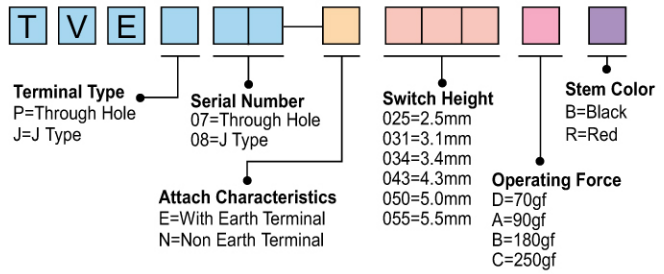 T V E
Terminal Type
P=Through Hole
J=J Type
Serial Number
07=Through Hole
08=J Type
Attach Characteristics
E=With Earth Terminal
N=Non Earth Terminal
Switch Height
025=2.5mm
031=3.1mm
034=3.4mm
043=4.3mm
050=5.0mm
055=5.5mm
Operating Force
D=70gf
A=90gf
B=180gf
C=250gf
Stem Color
B=Black
R=Red